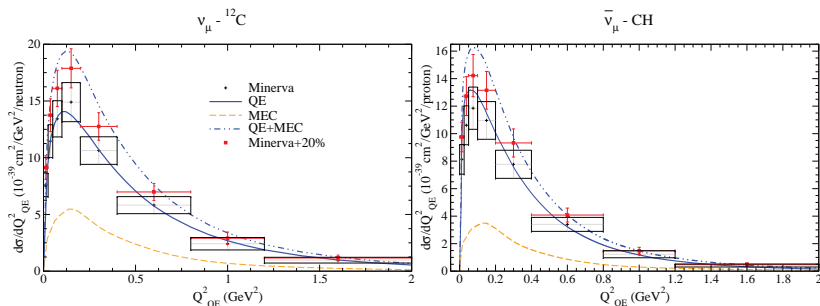 ν_μ - ¹²C
dσ/dQ²_QE (10⁻³⁹ cm²/GeV²/neutron)
20
15
10
5
0
Minerva
QE
MEC
QE+MEC
Minerva+20%
0 0.5 1 1.5 2
Q²_QE (GeV²)
ν̅_μ - CH
dσ/dQ²_QE (10⁻³⁹ cm²/GeV²/proton)
16
14
12
10
8
6
4
2
0
0 0.2 0.4 0.6 0.8 1 1.2 1.4 1.6 1.8 2
Q²_QE (GeV²)